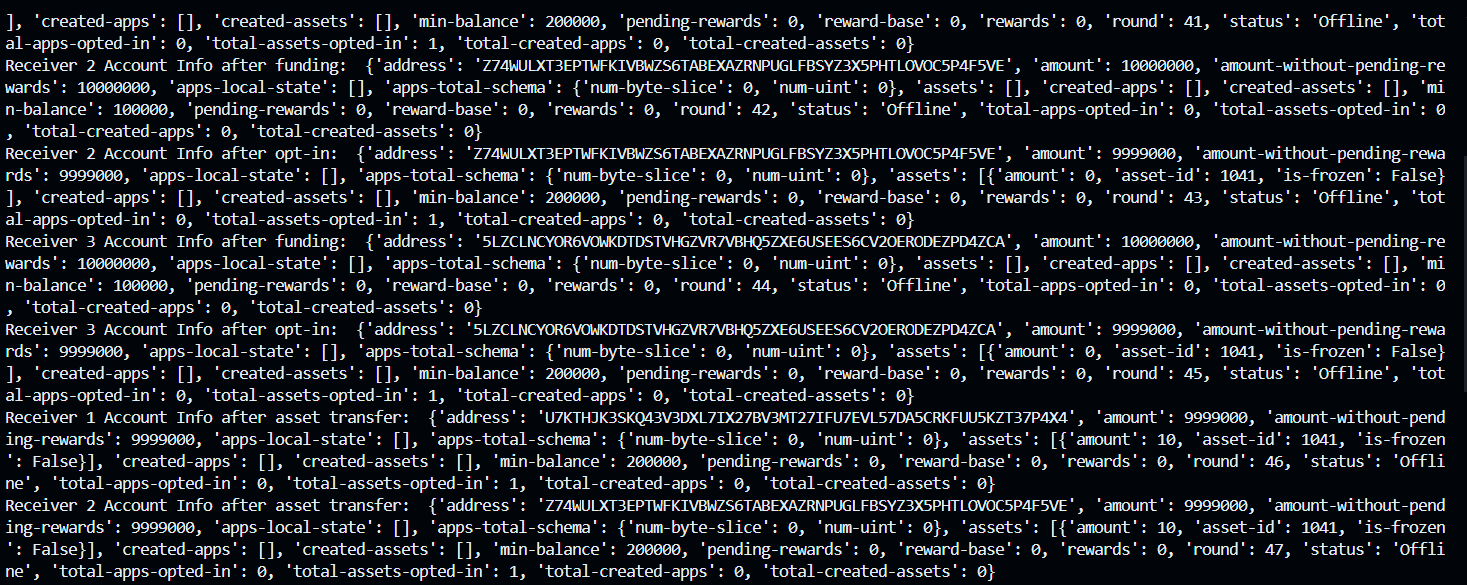 ], 'created-apps': [], 'created-assets': [], 'min-balance': 200000, 'pending-rewards': 0, 'reward-base': 0, 'rewards': 0, 'round': 41, 'status': 'Offline', 'tot
al-apps-opted-in': 0, 'total-assets-opted-in': 1, 'total-created-apps': 0, 'total-created-assets': 0}
Receiver 2 Account Info after funding:  {'address': 'Z74WULXT3EPTWFKIVBWZS6TABEXAZRNPUGLFBSYZ3X5PHTLOVOC5P4F5VE', 'amount': 10000000, 'amount-without-pending-re
wards': 10000000, 'apps-local-state': [], 'apps-total-schema': {'num-byte-slice': 0, 'num-uint': 0}, 'assets': [], 'created-apps': [], 'created-assets': [], 'mi
n-balance': 100000, 'pending-rewards': 0, 'reward-base': 0, 'rewards': 0, 'round': 42, 'status': 'Offline', 'total-apps-opted-in': 0, 'total-assets-opted-in': 0
, 'total-created-apps': 0, 'total-created-assets': 0}
Receiver 2 Account Info after opt-in:  {'address': 'Z74WULXT3EPTWFKIVBWZS6TABEXAZRNPUGLFBSYZ3X5PHTLOVOC5P4F5VE', 'amount': 9999000, 'amount-without-pending-rewa
rds': 9999000, 'apps-local-state': [], 'apps-total-schema': {'num-byte-slice': 0, 'num-uint': 0}, 'assets': [{'amount': 0, 'asset-id': 1041, 'is-frozen': False}
], 'created-apps': [], 'created-assets': [], 'min-balance': 200000, 'pending-rewards': 0, 'reward-base': 0, 'rewards': 0, 'round': 43, 'status': 'Offline', 'tot
al-apps-opted-in': 0, 'total-assets-opted-in': 1, 'total-created-apps': 0, 'total-created-assets': 0}
Receiver 3 Account Info after funding:  {'address': '5LZCLNCYOR6VOWKDTDSTVHGZVR7VBHQ5ZXE6USEES6CV2OERODEZPD4ZCA', 'amount': 10000000, 'amount-without-pending-re
wards': 10000000, 'apps-local-state': [], 'apps-total-schema': {'num-byte-slice': 0, 'num-uint': 0}, 'assets': [], 'created-apps': [], 'created-assets': [], 'mi
n-balance': 100000, 'pending-rewards': 0, 'reward-base': 0, 'rewards': 0, 'round': 44, 'status': 'Offline', 'total-apps-opted-in': 0, 'total-assets-opted-in': 0
, 'total-created-apps': 0, 'total-created-assets': 0}
Receiver 3 Account Info after opt-in:  {'address': '5LZCLNCYOR6VOWKDTDSTVHGZVR7VBHQ5ZXE6USEES6CV2OERODEZPD4ZCA', 'amount': 9999000, 'amount-without-pending-rewa
rds': 9999000, 'apps-local-state': [], 'apps-total-schema': {'num-byte-slice': 0, 'num-uint': 0}, 'assets': [{'amount': 0, 'asset-id': 1041, 'is-frozen': False}
], 'created-apps': [], 'created-assets': [], 'min-balance': 200000, 'pending-rewards': 0, 'reward-base': 0, 'rewards': 0, 'round': 45, 'status': 'Offline', 'tot
al-apps-opted-in': 0, 'total-assets-opted-in': 1, 'total-created-apps': 0, 'total-created-assets': 0}
Receiver 1 Account Info after asset transfer:  {'address': 'U7KTHJK3SKQ43V3DXL7IX27BV3MT27IFU7EVL57DA5CRKFUU5KZT37P4X4', 'amount': 9999000, 'amount-without-pend
ing-rewards': 9999000, 'apps-local-state': [], 'apps-total-schema': {'num-byte-slice': 0, 'num-uint': 0}, 'assets': [{'amount': 10, 'asset-id': 1041, 'is-frozen
': False}], 'created-apps': [], 'created-assets': [], 'min-balance': 200000, 'pending-rewards': 0, 'reward-base': 0, 'rewards': 0, 'round': 46, 'status': 'Offli
ne', 'total-apps-opted-in': 0, 'total-assets-opted-in': 1, 'total-created-apps': 0, 'total-created-assets': 0}
Receiver 2 Account Info after asset transfer:  {'address': 'Z74WULXT3EPTWFKIVBWZS6TABEXAZRNPUGLFBSYZ3X5PHTLOVOC5P4F5VE', 'amount': 9999000, 'amount-without-pend
ing-rewards': 9999000, 'apps-local-state': [], 'apps-total-schema': {'num-byte-slice': 0, 'num-uint': 0}, 'assets': [{'amount': 10, 'asset-id': 1041, 'is-frozen
': False}], 'created-apps': [], 'created-assets': [], 'min-balance': 200000, 'pending-rewards': 0, 'reward-base': 0, 'rewards': 0, 'round': 47, 'status': 'Offli
ne', 'total-apps-opted-in': 0, 'total-assets-opted-in': 1, 'total-created-apps': 0, 'total-created-assets': 0}